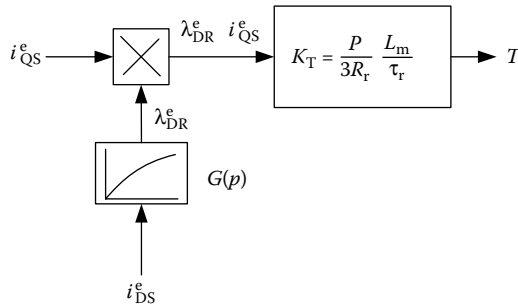 i^e_QS
λ^e_DR i^e_QS
K_T = P/3R_r L_m/τ_r
T
λ^e_DR
G(p)
i^e_DS